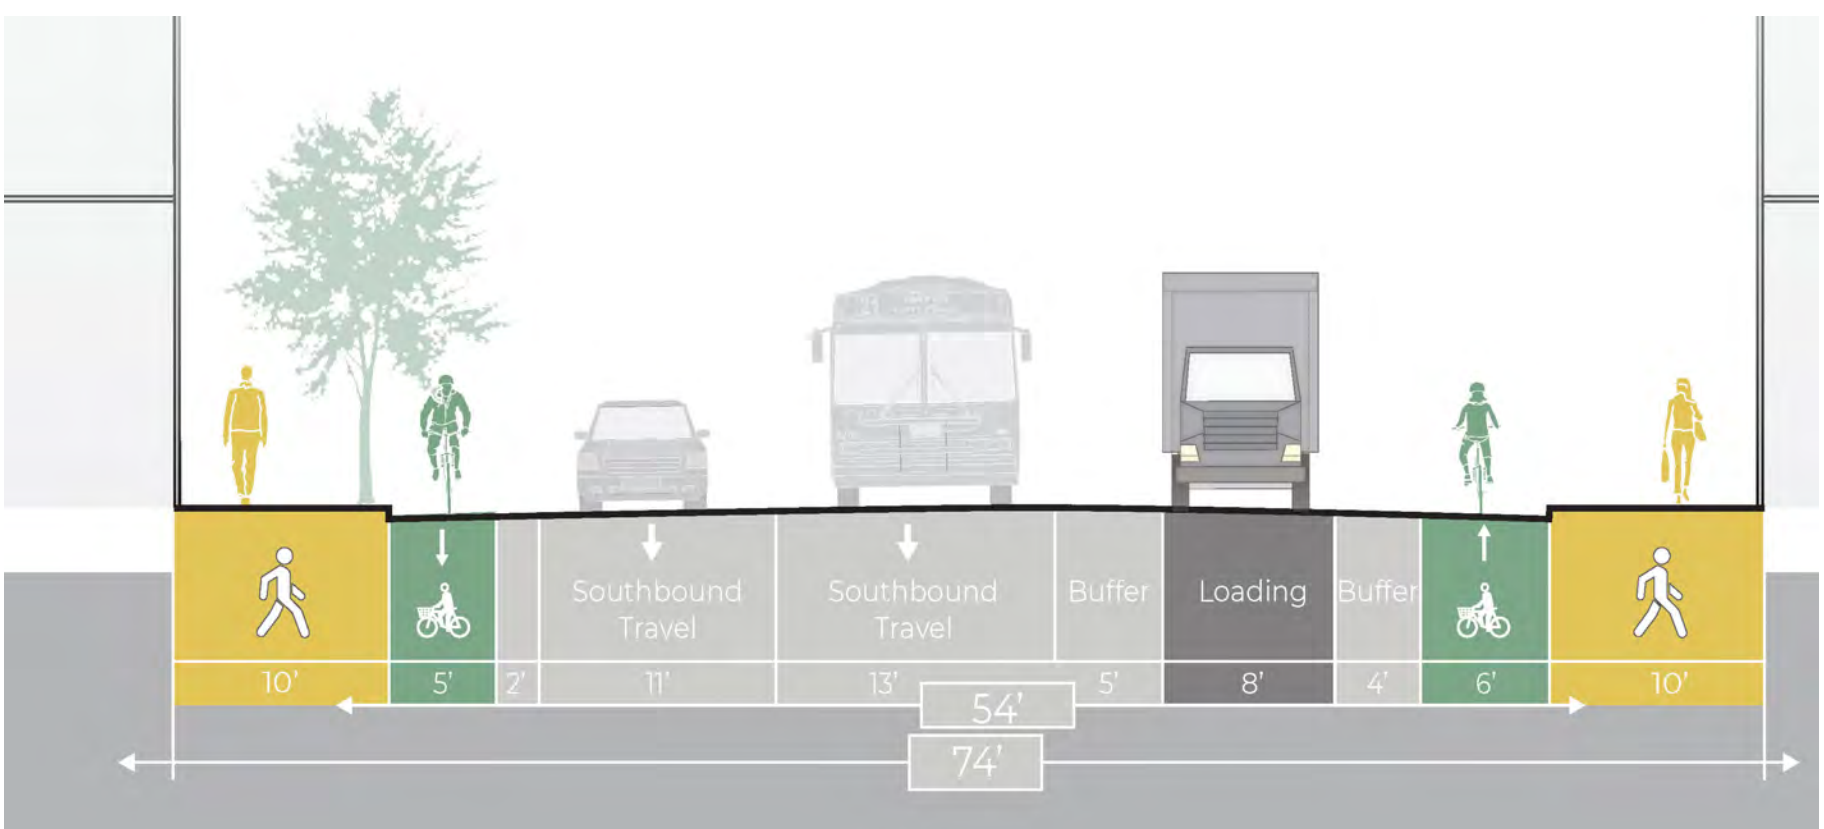 Southbound
Travel
Southbound
Travel
Buffer
Loading
Buffer
10’
5’
2’
11’
13’
5’
8’
4’
6’
10’
54’
74’